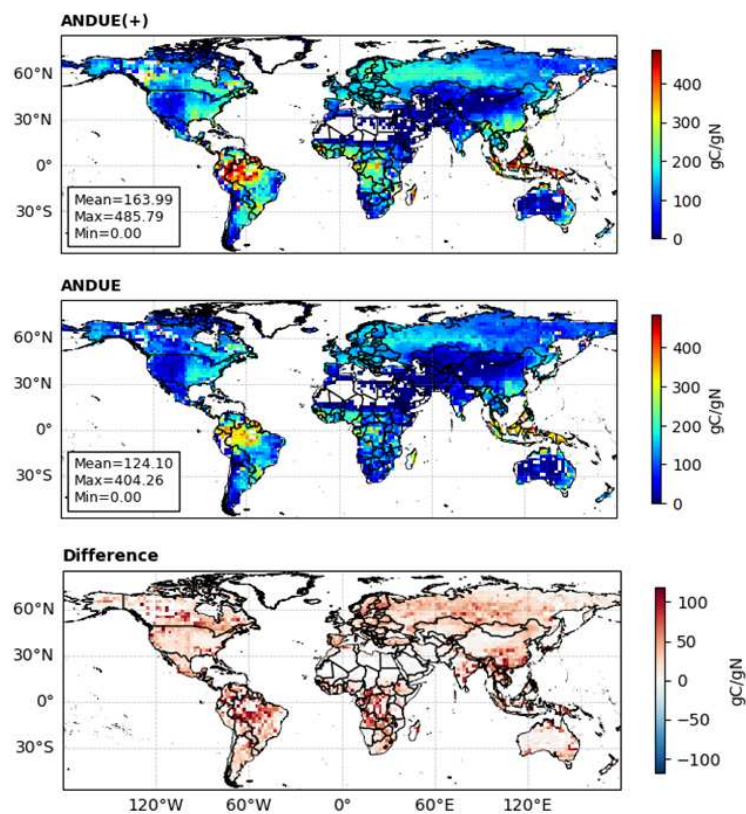 ANDUE(+)
60°N
30°N
0°
30°S
Mean=163.99
Max=485.79
Min=0.00
400
300
200
100
0
gC/gN
ANDUE
60°N
30°N
0°
30°S
Mean=124.10
Max=404.26
Min=0.00
400
300
200
100
0
gC/gN
Difference
60°N
30°N
0°
30°S
120°W 60°W 0° 60°E 120°E
100
50
0
−50
−100
gC/gN